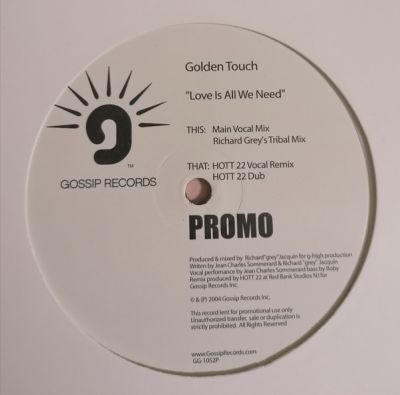 Golden Touch
"Love Is All We Need"
THIS: Main Vocal Mix
Richard Grey's Tribal Mix
THAT: HOTT 22 Vocal Remix
HOTT 22 Dub
g
TM
GOSSIP RECORDS
PROMO
Produced & mixed by Richard"grey"Jacquin for g-high production
Writen by Jean Charles Sommerard & Richard "grey" Jacquin
Vocal perfomance by Jean Charles Sommerard bass by Boby
Remix produced by HOTT 22 at Red Bank Studios NJ for
Gossip Records Inc.
© & (P) 2004 Gossip Records Inc.
This record lent for promotional use only
Unauthorized transfer, sale or duplication is
strictly prohibited. All Rights Reserved
www.GossipRecords.com
GG-1052P